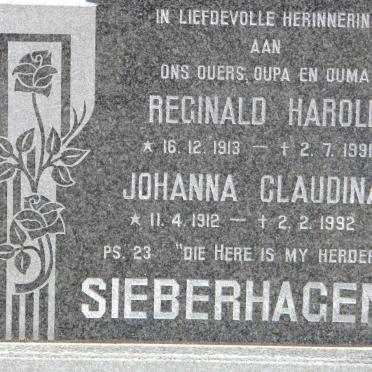 IN LIEFDEVOLLE HERINNERIN
AAN
ONS OUERS, OUPA EN OUMA
REGINALD HAROL
★ 16. 12. 1913 — † 2. 7. 1991
JOHANNA CLAUDINA
★ 11. 4. 1912 — † 2. 2. 1992
PS. 23 "DIE HERE IS MY HERDER
SIEBERHAGEN